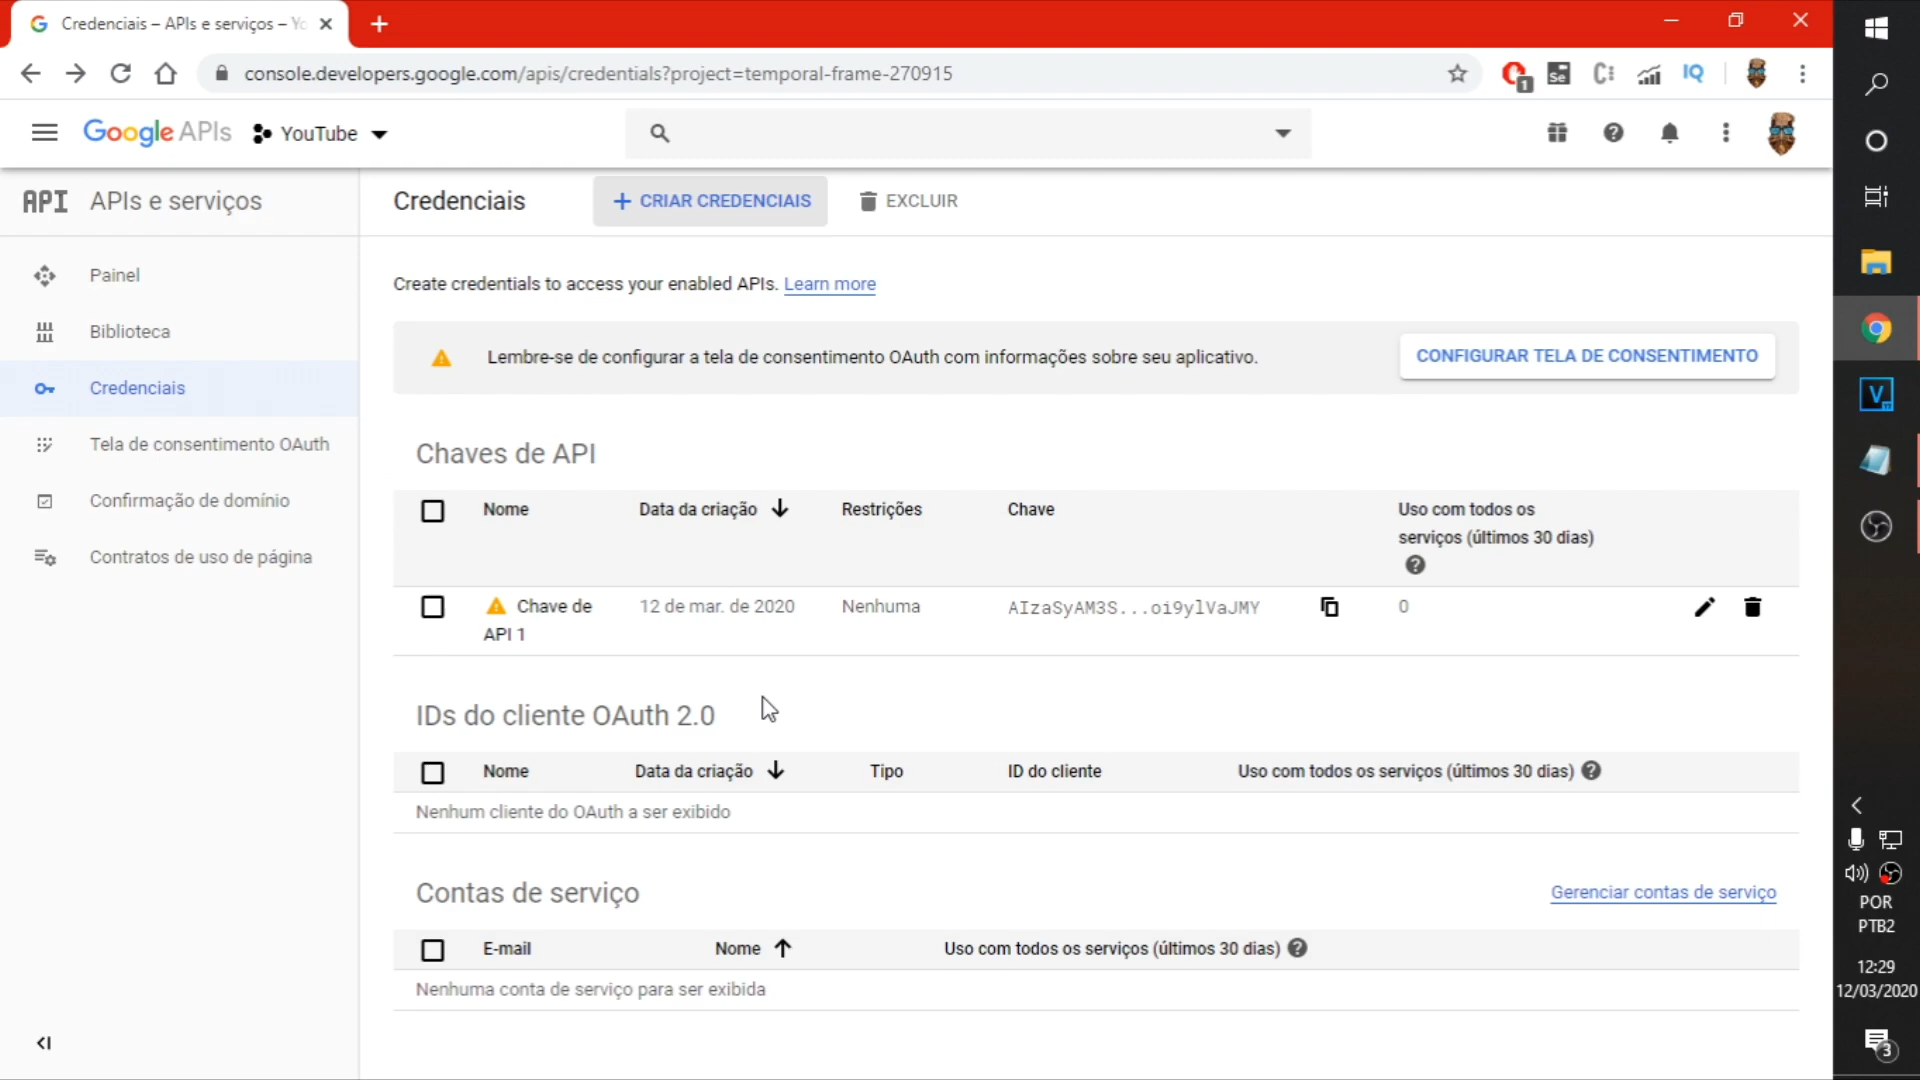 Credenciais – APIs e serviços – Yo
console.developers.google.com/apis/credentials?project=temporal-frame-270915
1
Se
IQ
Google APIs
YouTube
API APIs e serviços
Credenciais
CRIAR CREDENCIAIS
EXCLUIR
Painel
Biblioteca
Credenciais
Tela de consentimento OAuth
Confirmação de domínio
Contratos de uso de página
Create credentials to access your enabled APIs. Learn more
Lembre-se de configurar a tela de consentimento OAuth com informações sobre seu aplicativo.
CONFIGURAR TELA DE CONSENTIMENTO
Chaves de API
Nome Data da criação Restrições Chave Uso com todos os
serviços (últimos 30 dias)
Chave de 12 de mar. de 2020 Nenhuma AIzaSyAM3S...oi9ylVaJMY 0
API 1
IDs do cliente OAuth 2.0
Nome Data da criação Tipo ID do cliente Uso com todos os serviços (últimos 30 dias)
Nenhum cliente do OAuth a ser exibido
Contas de serviço
Gerenciar contas de serviço
E-mail Nome Uso com todos os serviços (últimos 30 dias)
Nenhuma conta de serviço para ser exibida
V
POR
PTB2
12:29
12/03/2020
3